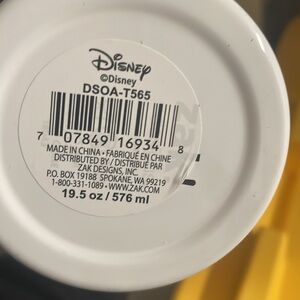 Disney
©Disney
DSOA-T565
7 07849 16934 8
MADE IN CHINA • FABRIQUÉ EN CHINE
DISTRIBUTED BY / DISTRIBUÉ PAR
ZAK DESIGNS, INC.
P.O. BOX 19188 SPOKANE, WA 99219
1-800-331-1089 • WWW.ZAK.COM
19.5 oz / 576 ml